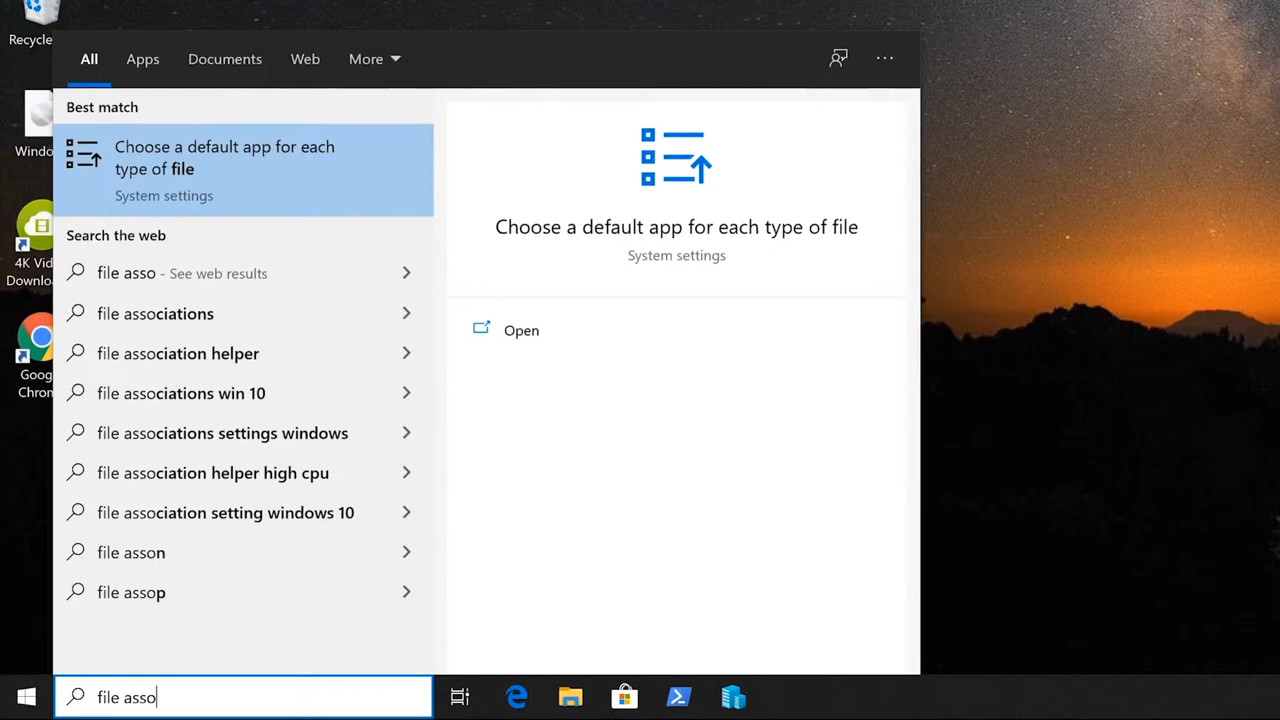 Recycle
Windo
4K Vid
Downlo
Goog
Chrom
All Apps Documents Web More
Best match
Choose a default app for each
type of file
System settings
Search the web
file asso - See web results
file associations
file association helper
file associations win 10
file associations settings windows
file association helper high cpu
file association setting windows 10
file asson
file assop
Choose a default app for each type of file
System settings
Open
file asso